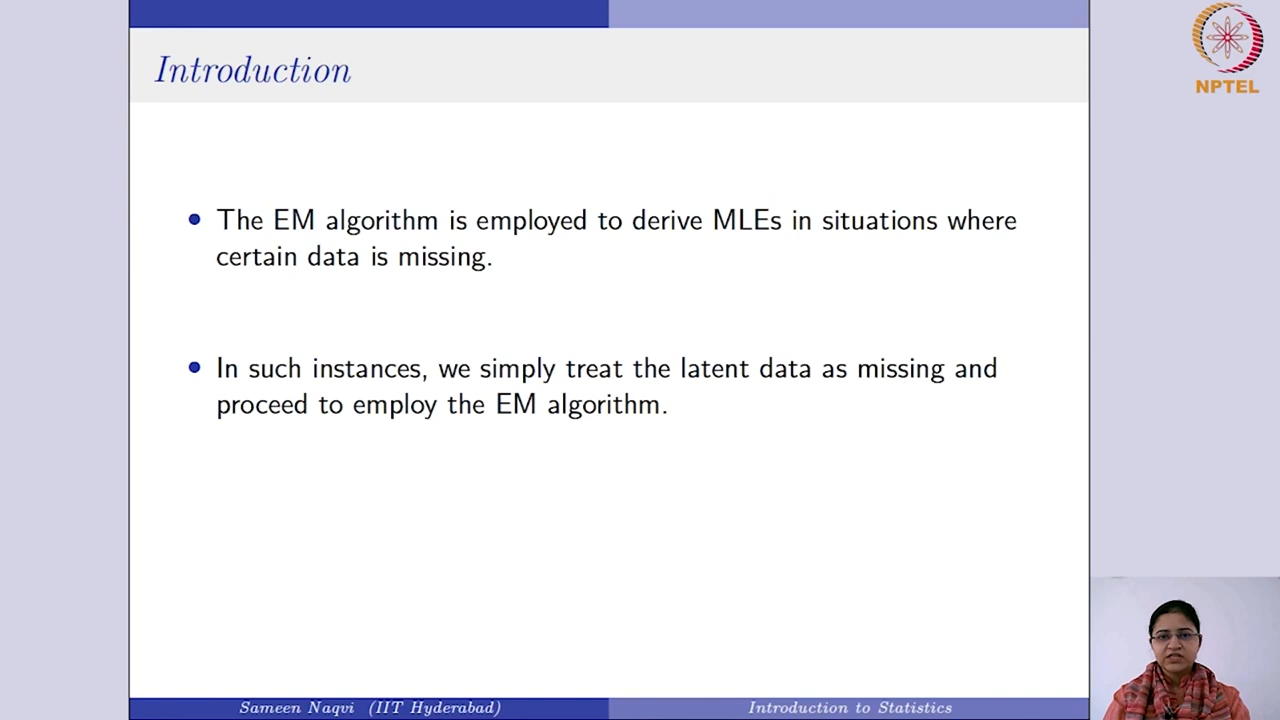 Introduction
NPTEL
• The EM algorithm is employed to derive MLEs in situations where
certain data is missing.
• In such instances, we simply treat the latent data as missing and
proceed to employ the EM algorithm.
Sameen Naqvi (IIT Hyderabad)
Introduction to Statistics